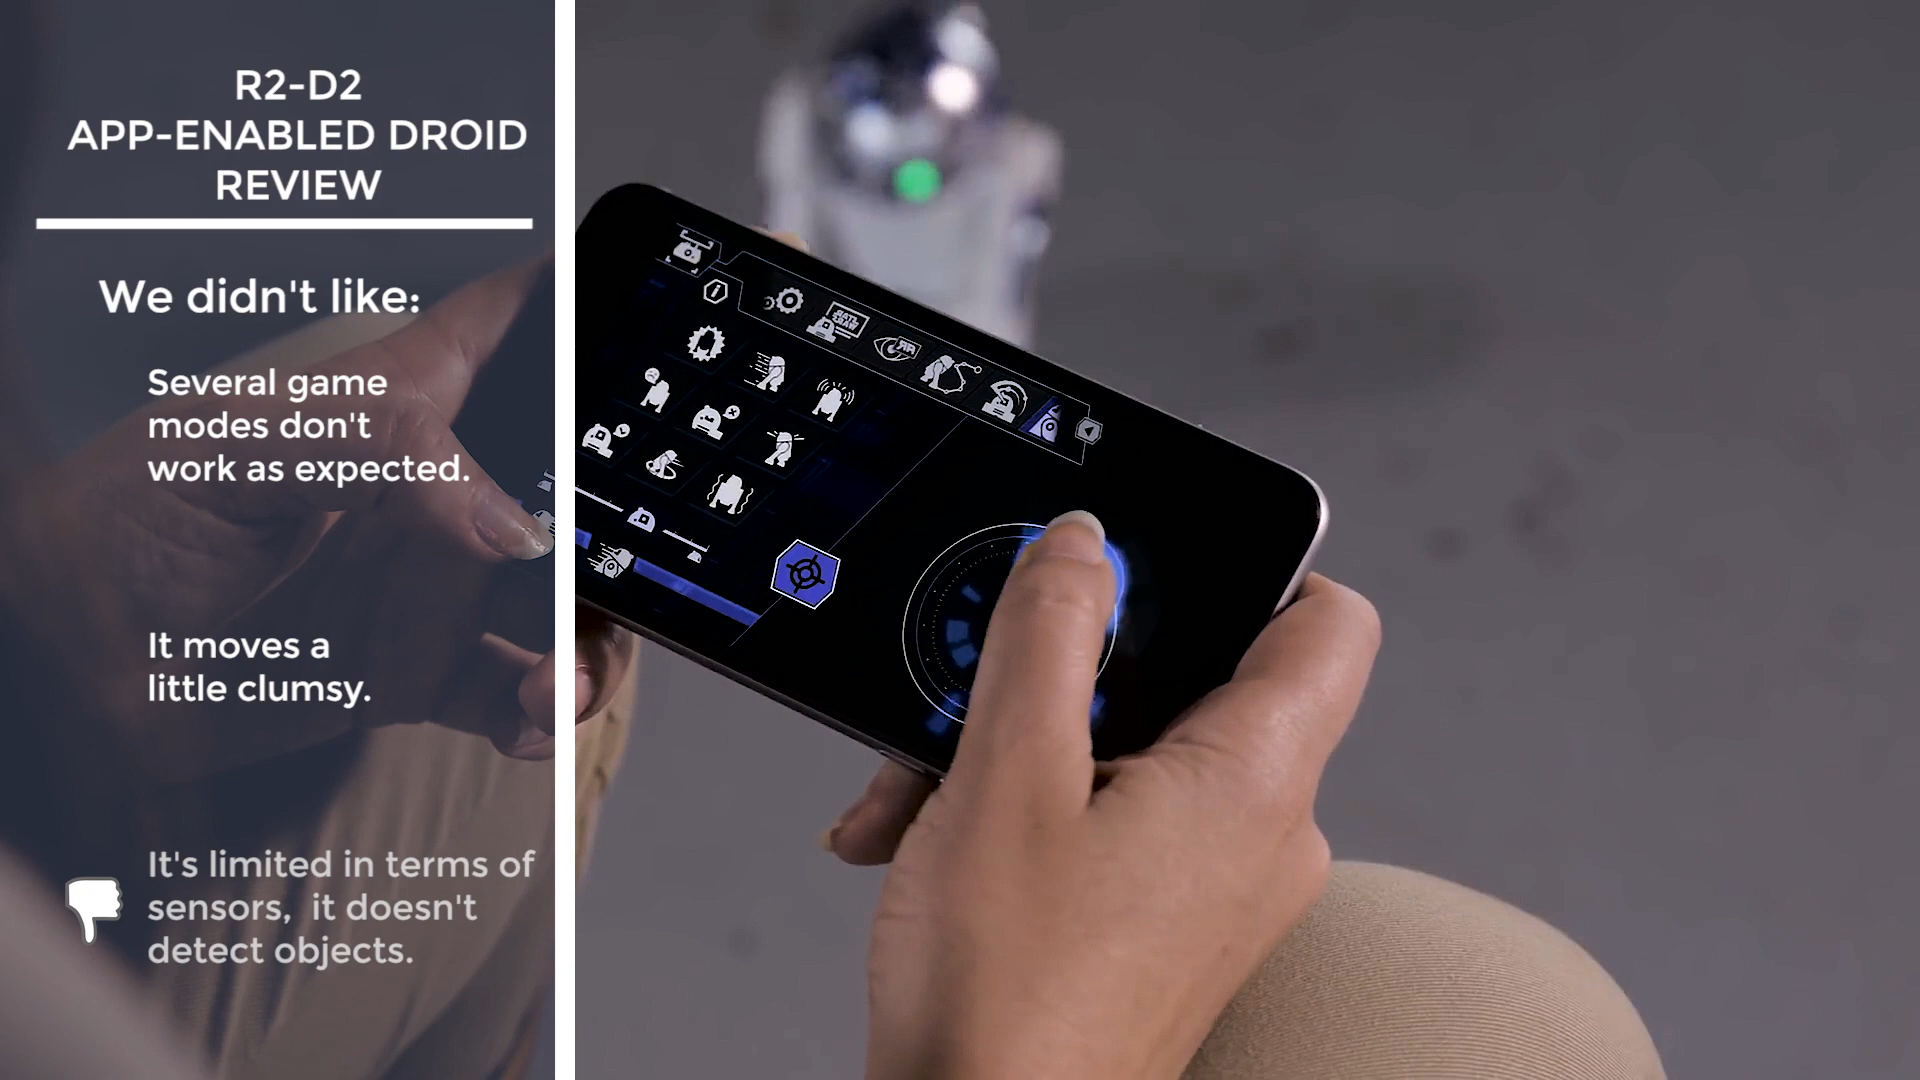 R2-D2
APP-ENABLED DROID
REVIEW
We didn't like:
Several game
modes don't
work as expected.
It moves a
little clumsy.
It's limited in terms of
sensors, it doesn't
detect objects.